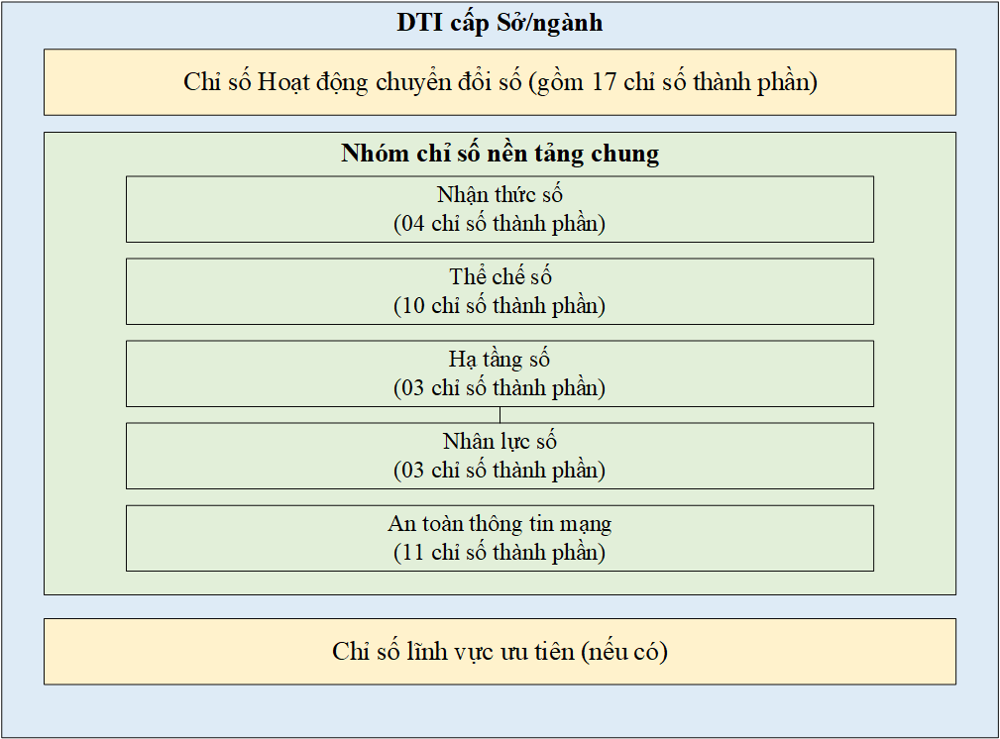 DTI cấp Sở/ngành
Chỉ số Hoạt động chuyển đổi số (gồm 17 chỉ số thành phần)
Nhóm chỉ số nền tảng chung
Nhận thức số
(04 chỉ số thành phần)
Thể chế số
(10 chỉ số thành phần)
Hạ tầng số
(03 chỉ số thành phần)
Nhân lực số
(03 chỉ số thành phần)
An toàn thông tin mạng
(11 chỉ số thành phần)
Chỉ số lĩnh vực ưu tiên (nếu có)